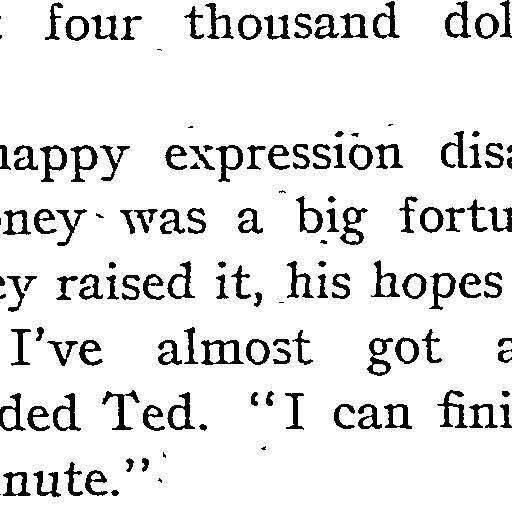 four thousand dol
happy expression disa
oney was a big fortu
ey raised it, his hopes
I've almost got a
ded Ted. "I can fini
nute."